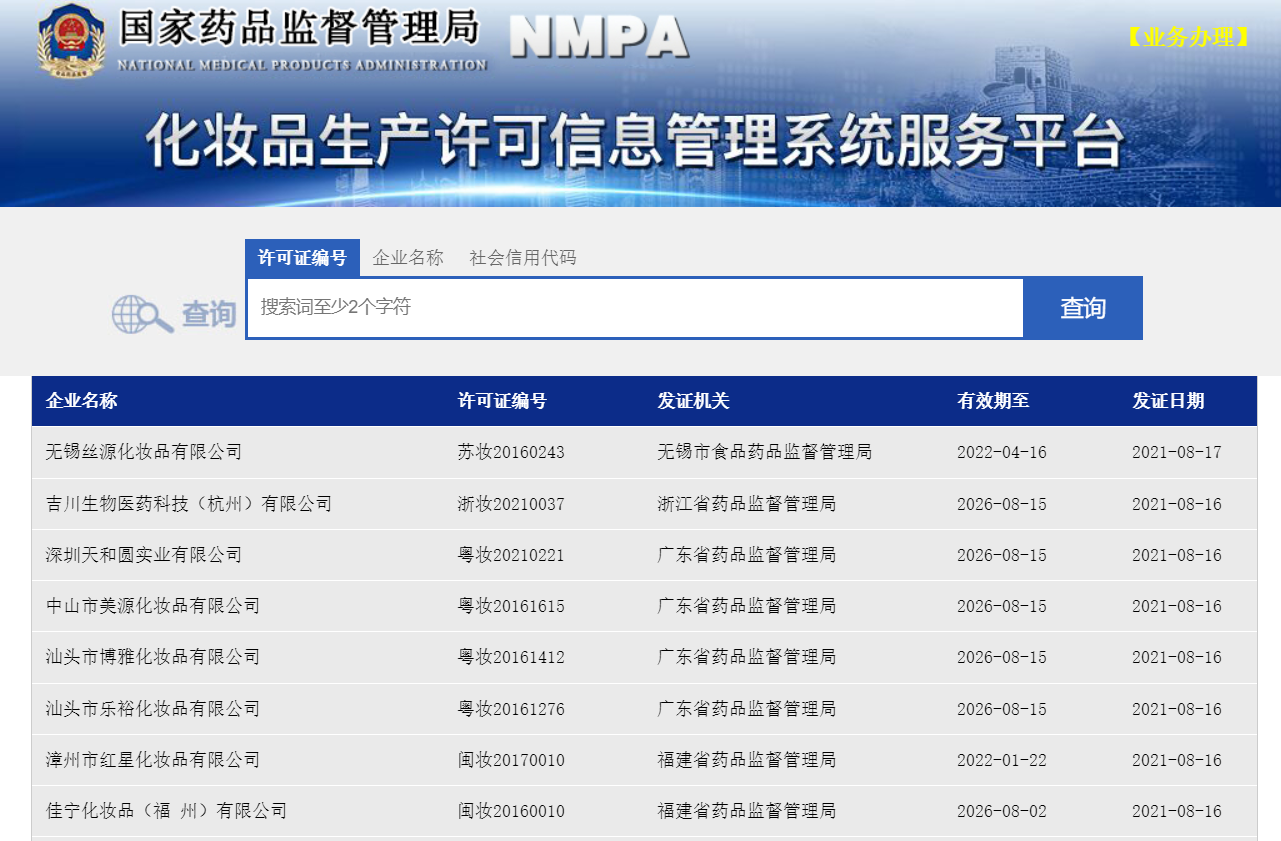 国家药品监督管理局 NMPA
NATIONAL MEDICAL PRODUCTS ADMINISTRATION
【业务办理】
化妆品生产许可信息管理系统服务平台
许可证编号 企业名称 社会信用代码
查询 搜索词至少2个字符 查询
企业名称 许可证编号 发证机关 有效期至 发证日期
无锡丝源化妆品有限公司 苏妆20160243 无锡市食品药品监督管理局 2022-04-16 2021-08-17
吉川生物医药科技（杭州）有限公司 浙妆20210037 浙江省药品监督管理局 2026-08-15 2021-08-16
深圳天和圆实业有限公司 粤妆20210221 广东省药品监督管理局 2026-08-15 2021-08-16
中山市美源化妆品有限公司 粤妆20161615 广东省药品监督管理局 2026-08-15 2021-08-16
汕头市博雅化妆品有限公司 粤妆20161412 广东省药品监督管理局 2026-08-15 2021-08-16
汕头市乐裕化妆品有限公司 粤妆20161276 广东省药品监督管理局 2026-08-15 2021-08-16
漳州市红星化妆品有限公司 闽妆20170010 福建省药品监督管理局 2022-01-22 2021-08-16
佳宁化妆品（福 州）有限公司 闽妆20160010 福建省药品监督管理局 2026-08-02 2021-08-16